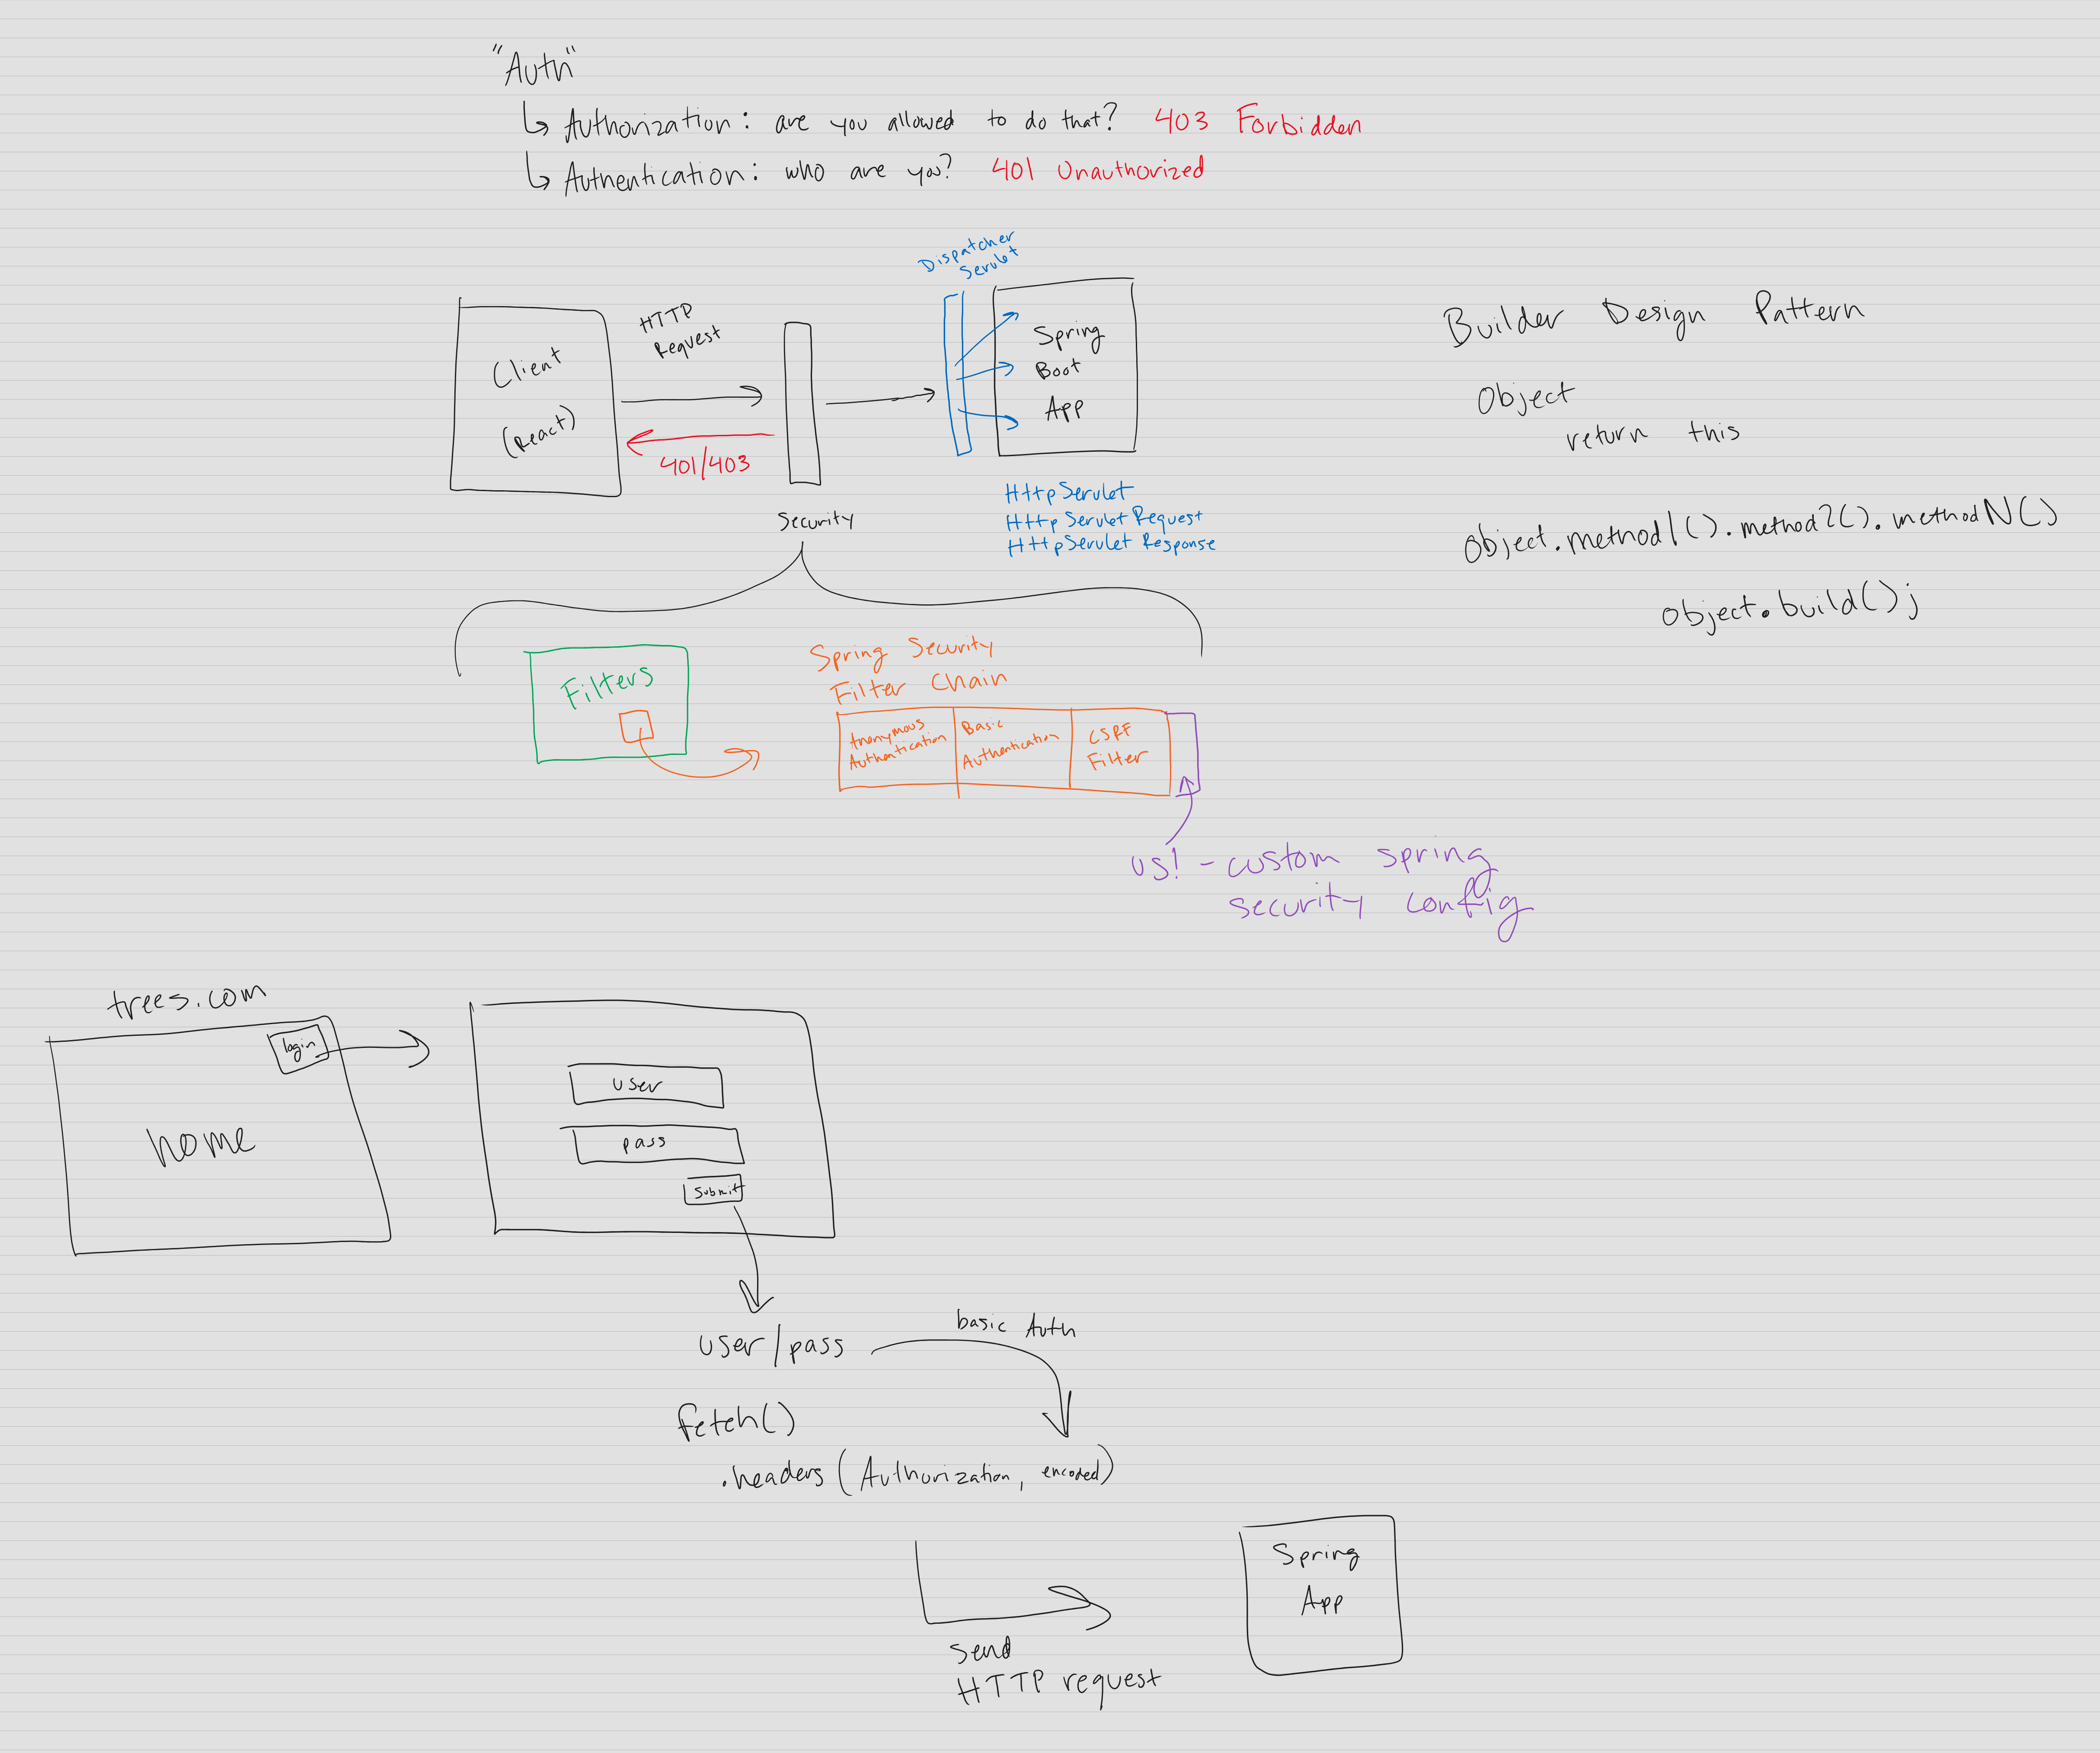 "Auth"
↳ Authorization: are you allowed to do that? 403 Forbidden
↳ Authentication: who are you? 401 Unauthorized
Dispatcher
Servlet
HTTP
Request
Client
(React)
401/403
Spring
Boot
App
Security
HttpServlet
HttpServletRequest
HttpServlet Response
Builder Design Pattern
Object
return this
object.method1().method2().methodN()
object.build();
Filters
Spring Security
Filter Chain
Anonymous
Authentication
Basic
Authentication
CSRF
Filter
us! - custom spring
security config
trees.com
login
home
user
pass
submit
user/pass
basic Auth
fetch()
.headers(Authorization, encoded)
send
HTTP request
Spring
App